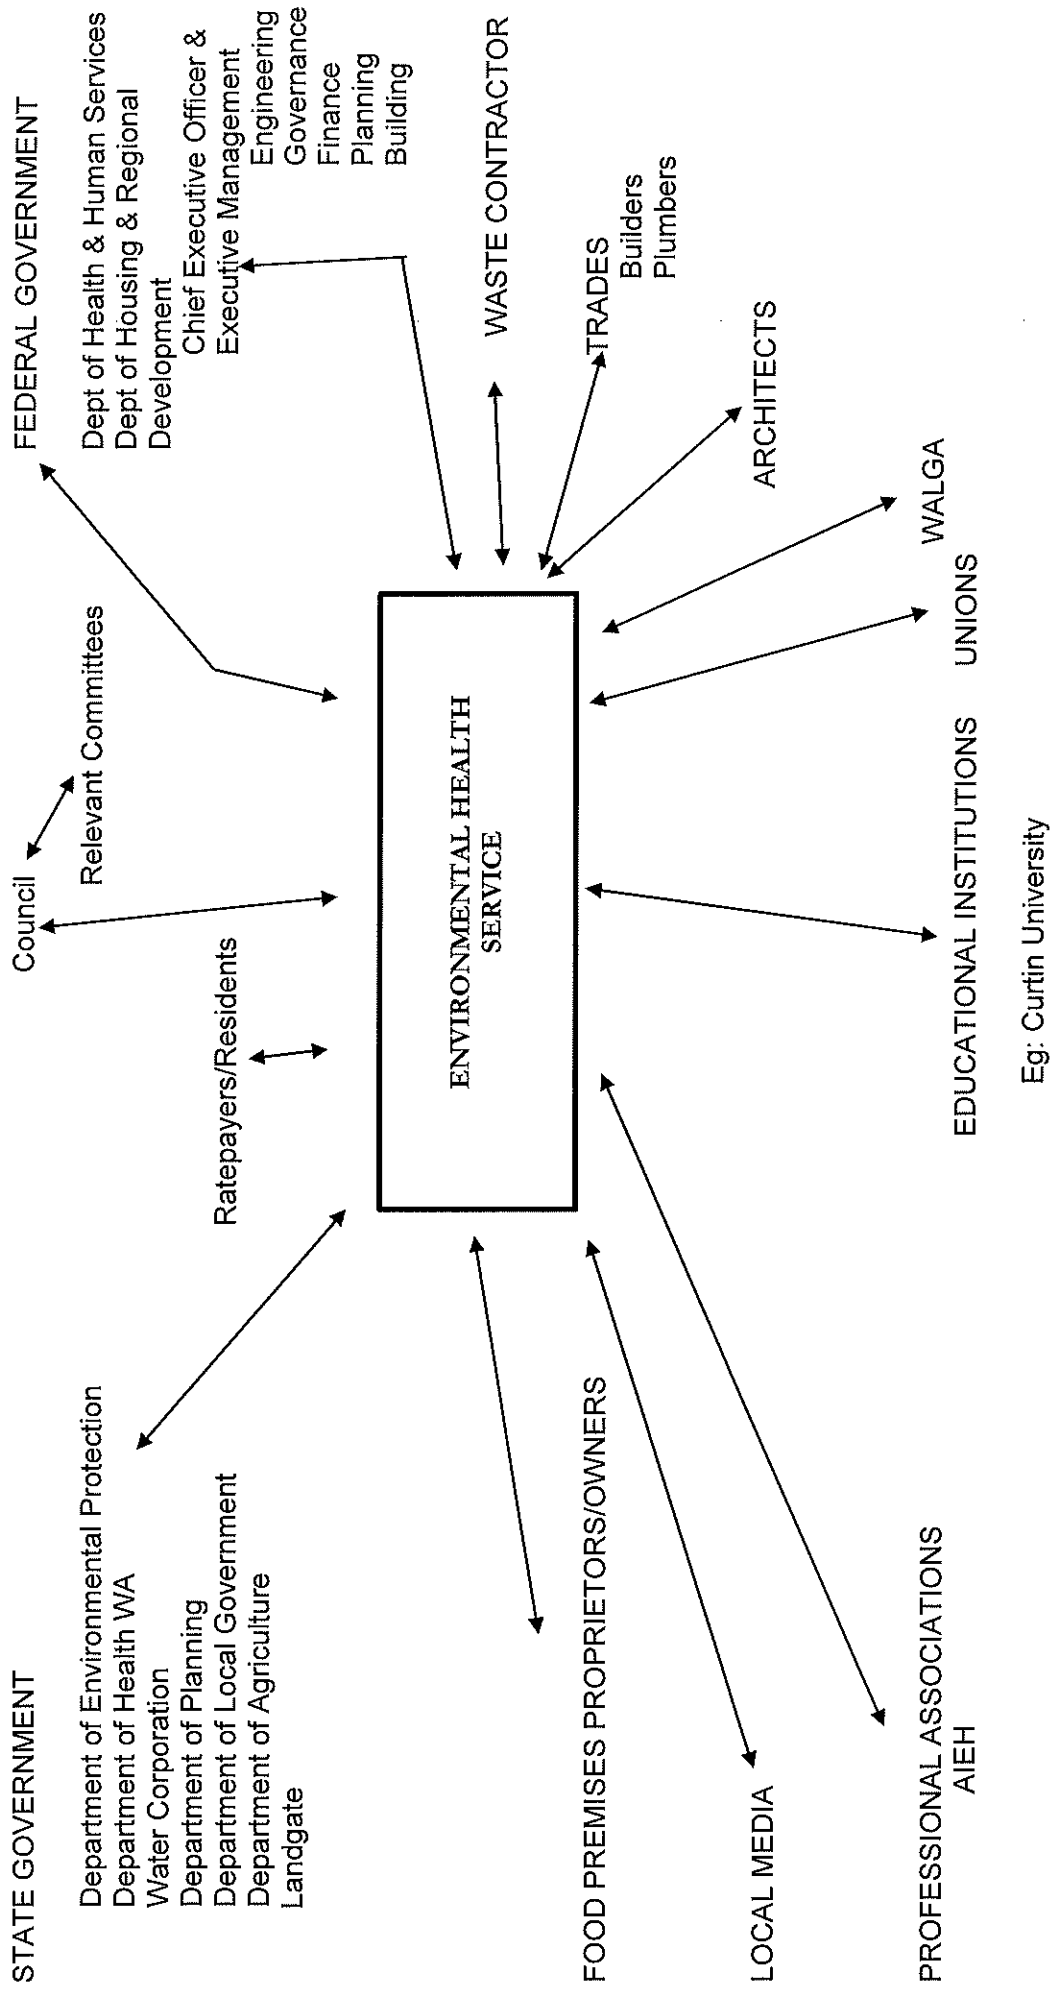 STATE GOVERNMENT
Department of Environmental Protection
Department of Health WA
Water Corporation
Department of Planning
Department of Local Government
Department of Agriculture
Landgate
Ratepayers/Residents
Council
Relevant Committees
FEDERAL GOVERNMENT
Dept of Health & Human Services
Dept of Housing & Regional
Development
Chief Executive Officer &
Executive Management
Engineering
Governance
Finance
Planning
Building
ENVIRONMENTAL HEALTH
SERVICE
WASTE CONTRACTOR
TRADES
Builders
Plumbers
ARCHITECTS
WALGA
UNIONS
EDUCATIONAL INSTITUTIONS
Eg: Curtin University
FOOD PREMISES PROPRIETORS/OWNERS
LOCAL MEDIA
PROFESSIONAL ASSOCIATIONS
AIEH